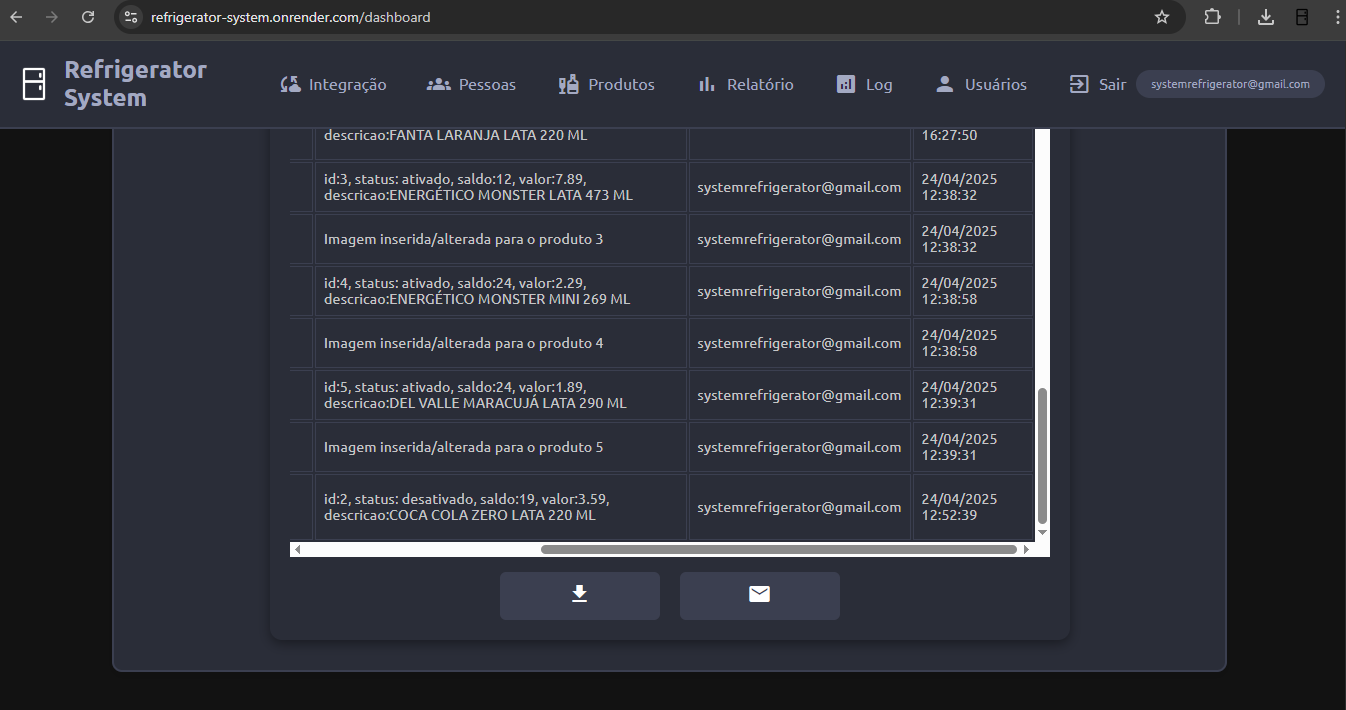 refrigerator-system.onrender.com/dashboard
Refrigerator
System
Integração
Pessoas
Produtos
Relatório
Log
Usuários
Sair
systemrefrigerator@gmail.com
descricao:FANTA LARANJA LATA 220 ML
16:27:50
id:3, status: ativado, saldo:12, valor:7.89,
descricao:ENERGÉTICO MONSTER LATA 473 ML
systemrefrigerator@gmail.com
24/04/2025
12:38:32
Imagem inserida/alterada para o produto 3
systemrefrigerator@gmail.com
24/04/2025
12:38:32
id:4, status: ativado, saldo:24, valor:2.29,
descricao:ENERGÉTICO MONSTER MINI 269 ML
systemrefrigerator@gmail.com
24/04/2025
12:38:58
Imagem inserida/alterada para o produto 4
systemrefrigerator@gmail.com
24/04/2025
12:38:58
id:5, status: ativado, saldo:24, valor:1.89,
descricao:DEL VALLE MARACUJÁ LATA 290 ML
systemrefrigerator@gmail.com
24/04/2025
12:39:31
Imagem inserida/alterada para o produto 5
systemrefrigerator@gmail.com
24/04/2025
12:39:31
id:2, status: desativado, saldo:19, valor:3.59,
descricao:COCA COLA ZERO LATA 220 ML
systemrefrigerator@gmail.com
24/04/2025
12:52:39